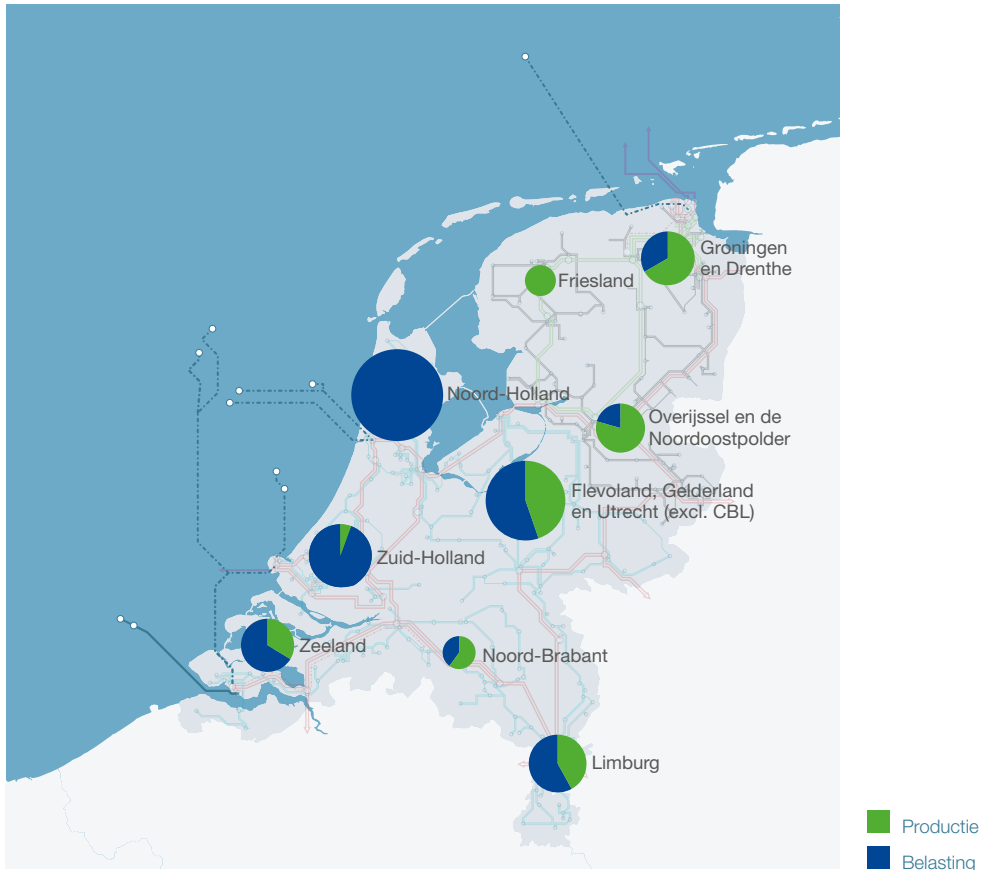 Groningen
en Drenthe
Friesland
Noord-Holland
Overijssel en de
Noordoostpolder
Flevoland, Gelderland
en Utrecht (excl. CBL)
Zuid-Holland
Zeeland
Noord-Brabant
Limburg
Productie
Belasting